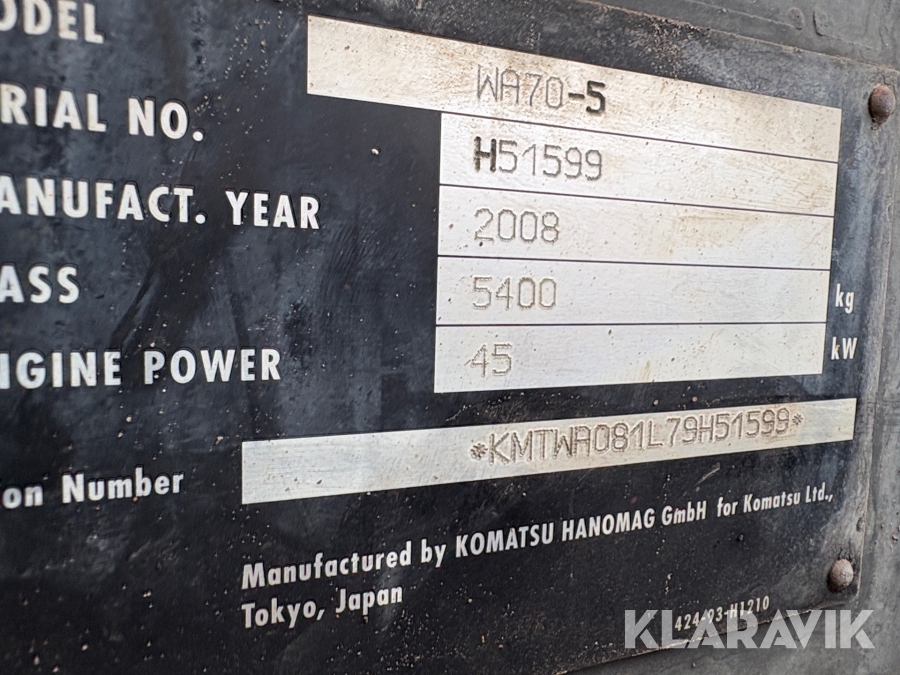 ODEL WA70-5
RIAL NO. H51599
ANUFACT. YEAR 2008
ASS 5400 kg
NGINE POWER 45 kW
on Number *KMTWA081L79H51599*
Manufactured by KOMATSU HANOMAG GmbH for Komatsu Ltd.,
Tokyo, Japan
424-93-H1210
KLARAVIK